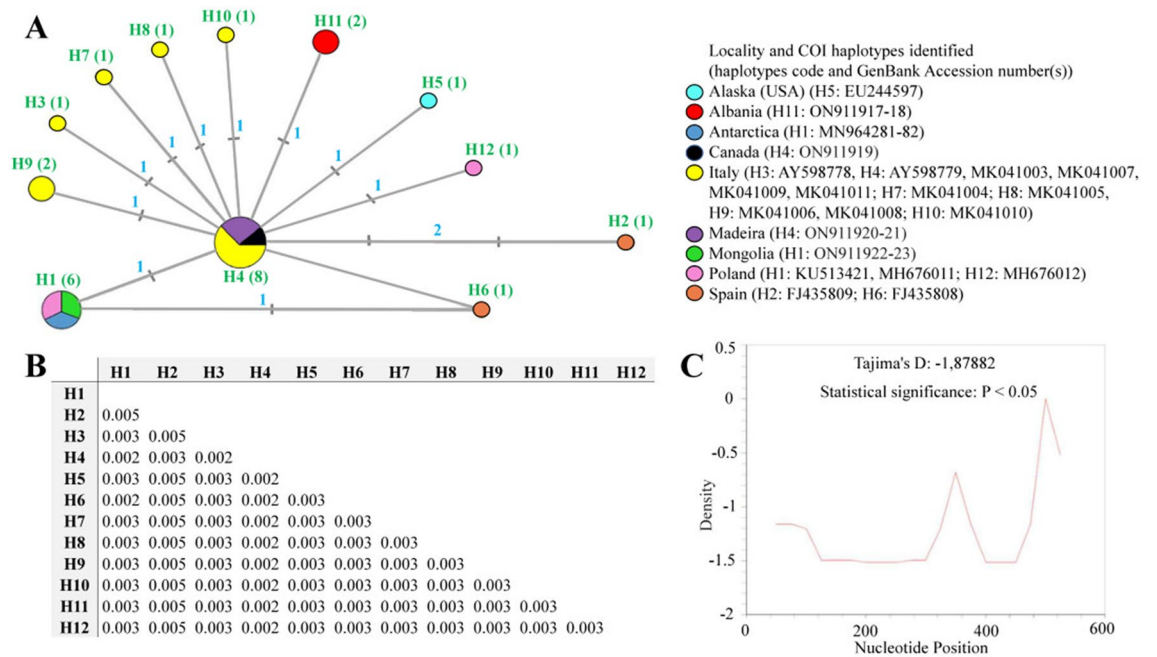 A
H10 (1)
H8 (1)
H11 (2)
H7 (1)
H5 (1)
H3 (1)
H12 (1)
H9 (2)
H2 (1)
H4 (8)
H1 (6)
H6 (1)
1
1
1
1
1
1
1
1
1
2
1
1
Locality and COI haplotypes identified
(haplotypes code and GenBank Accession number(s))
Alaska (USA) (H5: EU244597)
Albania (H11: ON911917-18)
Antarctica (H1: MN964281-82)
Canada (H4: ON911919)
Italy (H3: AY598778, H4: AY598779, MK041003, MK041007,
MK041009, MK041011; H7: MK041004; H8: MK041005,
H9: MK041006, MK041008; H10: MK041010)
Madeira (H4: ON911920-21)
Mongolia (H1: ON911922-23)
Poland (H1: KU513421, MH676011; H12: MH676012)
Spain (H2: FJ435809; H6: FJ435808)
B
H1 H2 H3 H4 H5 H6 H7 H8 H9 H10 H11 H12
H1
H2 0.005
H3 0.003 0.005
H4 0.002 0.003 0.002
H5 0.003 0.005 0.003 0.002
H6 0.002 0.005 0.003 0.002 0.003
H7 0.003 0.005 0.003 0.002 0.003 0.003
H8 0.003 0.005 0.003 0.002 0.003 0.003 0.003
H9 0.003 0.005 0.003 0.002 0.003 0.003 0.003 0.003
H10 0.003 0.005 0.003 0.002 0.003 0.003 0.003 0.003 0.003
H11 0.003 0.005 0.003 0.002 0.003 0.003 0.003 0.003 0.003 0.003
H12 0.003 0.005 0.003 0.002 0.003 0.003 0.003 0.003 0.003 0.003 0.003
C
Tajima's D: -1,87882
Statistical significance: P < 0.05
0.5
0
-0.5
-1
-1.5
-2
Density
0 200 400 600
Nucleotide Position